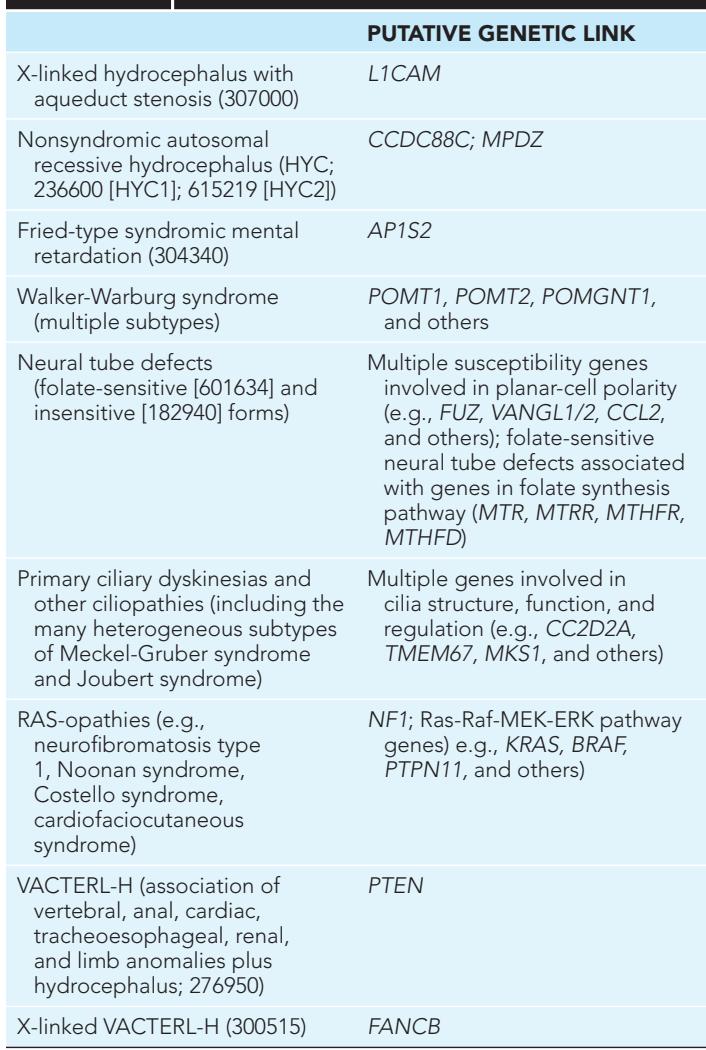 PUTATIVE GENETIC LINK
X-linked hydrocephalus with
aqueduct stenosis (307000)
L1CAM
Nonsyndromic autosomal
recessive hydrocephalus (HYC;
236600 [HYC1]; 615219 [HYC2])
CCDC88C; MPDZ
Fried-type syndromic mental
retardation (304340)
AP1S2
Walker-Warburg syndrome
(multiple subtypes)
POMT1, POMT2, POMGNT1,
and others
Neural tube defects
(folate-sensitive [601634] and
insensitive [182940] forms)
Multiple susceptibility genes
involved in planar-cell polarity
(e.g., FUZ, VANGL1/2, CCL2,
and others); folate-sensitive
neural tube defects associated
with genes in folate synthesis
pathway (MTR, MTRR, MTHFR,
MTHFD)
Primary ciliary dyskinesias and
other ciliopathies (including the
many heterogeneous subtypes
of Meckel-Gruber syndrome
and Joubert syndrome)
Multiple genes involved in
cilia structure, function, and
regulation (e.g., CC2D2A,
TMEM67, MKS1, and others)
RAS-opathies (e.g.,
neurofibromatosis type
1, Noonan syndrome,
Costello syndrome,
cardiofaciocutaneous
syndrome)
NF1; Ras-Raf-MEK-ERK pathway
genes) e.g., KRAS, BRAF,
PTPN11, and others)
VACTERL-H (association of
vertebral, anal, cardiac,
tracheoesophageal, renal,
and limb anomalies plus
hydrocephalus; 276950)
PTEN
X-linked VACTERL-H (300515)
FANCB